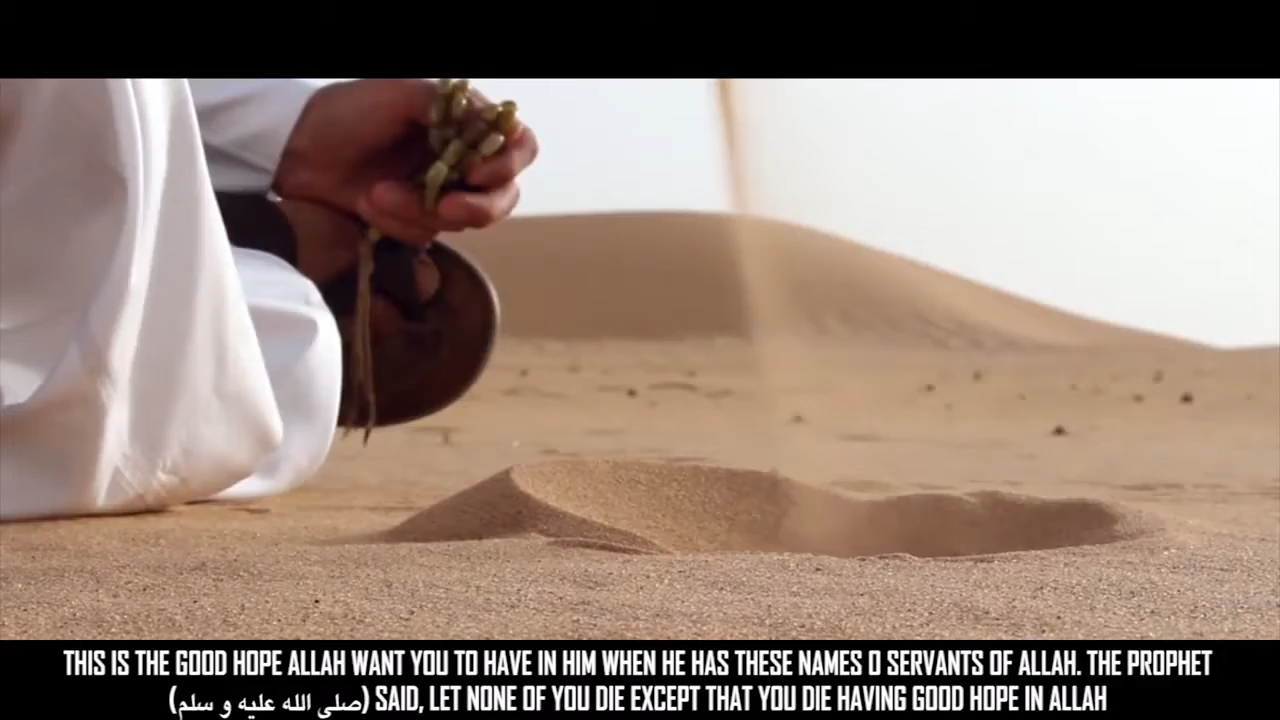 THIS IS THE GOOD HOPE ALLAH WANT YOU TO HAVE IN HIM WHEN HE HAS THESE NAMES O SERVANTS OF ALLAH. THE PROPHET
(صلى الله عليه و سلم) SAID, LET NONE OF YOU DIE EXCEPT THAT YOU DIE HAVING GOOD HOPE IN ALLAH